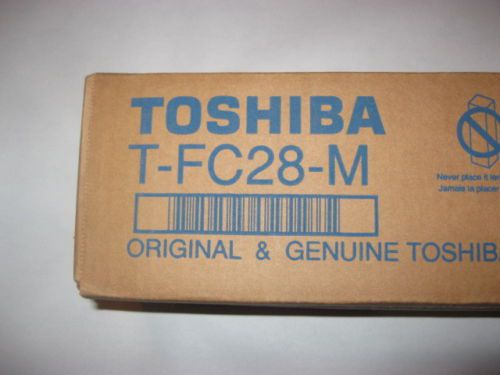 TOSHIBA
T-FC28-M
ORIGINAL & GENUINE TOSHIB
Never place it
Jamais la placer